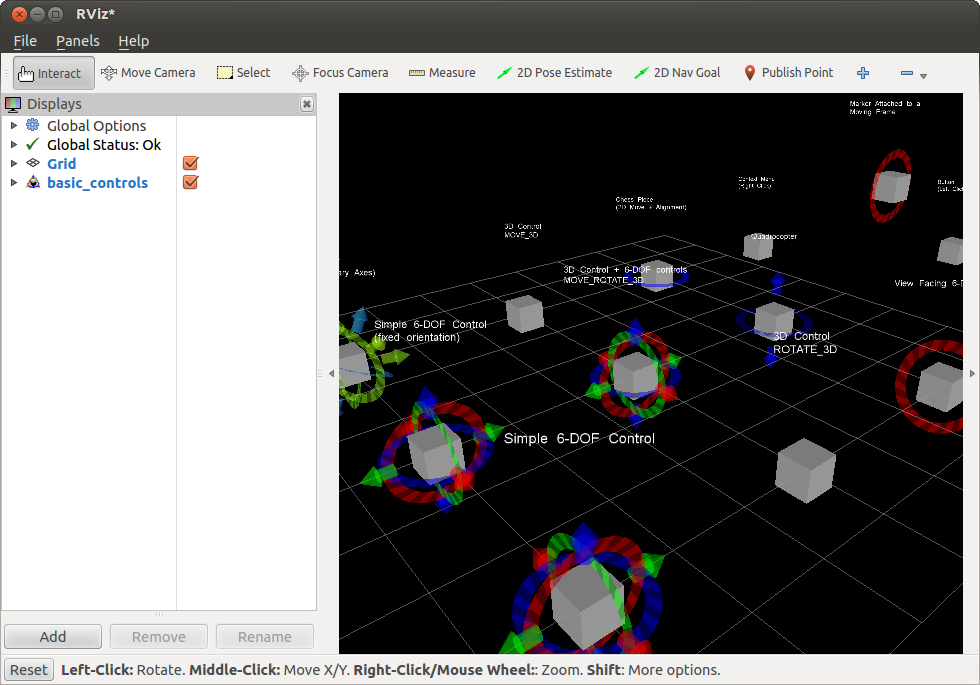 RViz*
File Panels Help
Interact Move Camera Select Focus Camera Measure 2D Pose Estimate 2D Nav Goal Publish Point
Displays
Global Options
Global Status: Ok
Grid
basic_controls
Marker Attached to a
Moving Frame
Context Menu
(Right Click)
Button
(Left Clic
Chess Piece
(2D Move + Alignment)
3D Control
MOVE_3D
Quadrocopter
ary Axes)
3D Control + 6-DOF controls
MOVE_ROTATE_3D
View Facing 6-D
Simple 6-DOF Control
(fixed orientation)
3D Control
ROTATE_3D
Simple 6-DOF Control
Add Remove Rename
Reset Left-Click: Rotate. Middle-Click: Move X/Y. Right-Click/Mouse Wheel:: Zoom. Shift: More options.